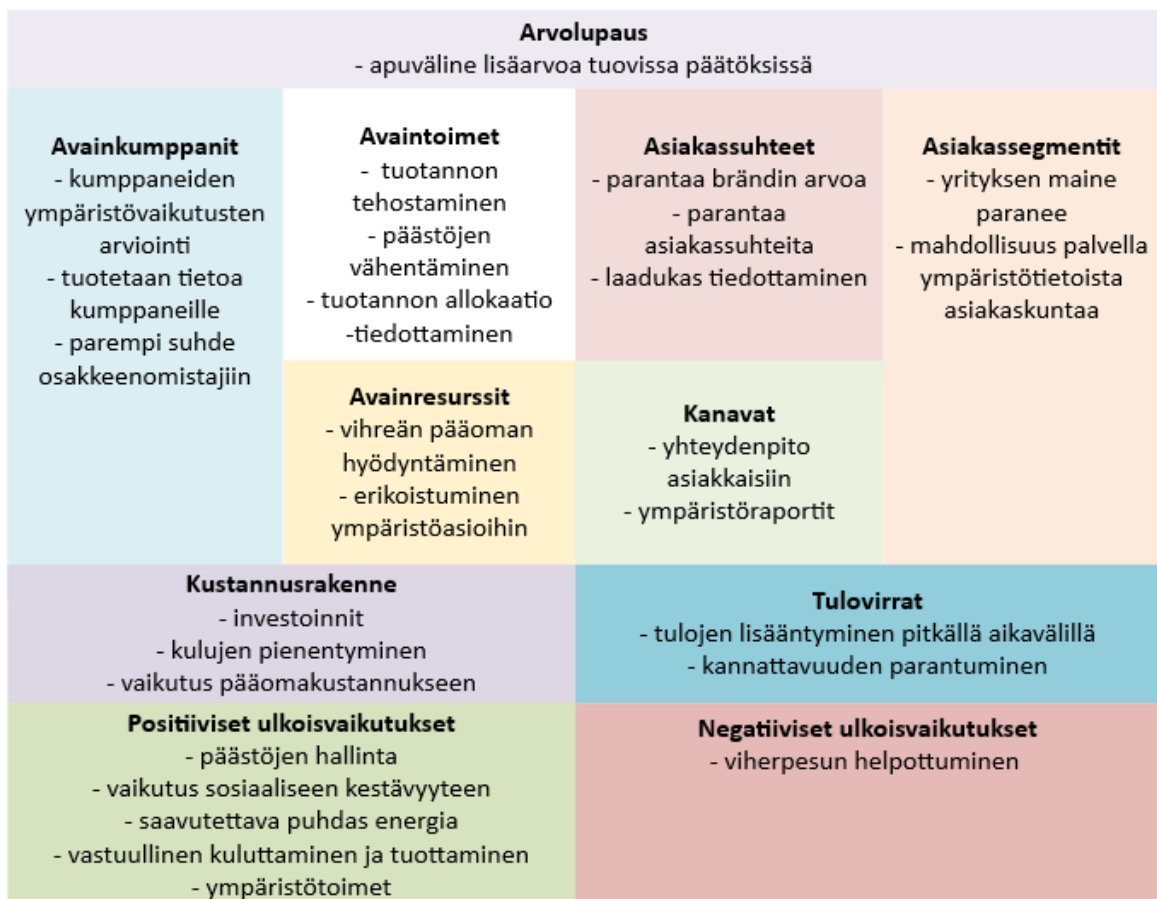 Arvolupaus
- apuväline lisäarvoa tuovissa päätöksissä
Avainkumppanit
- kumppaneiden
ympäristövaikutusten
arviointi
- tuotetaan tietoa
kumppaneille
- parempi suhde
osakkeenomistajiin
Avaintoimet
- tuotannon
tehostaminen
- päästöjen
vähentäminen
- tuotannon allokaatio
-tiedottaminen
Asiakassuhteet
- parantaa brändin arvoa
- parantaa
asiakassuhteita
- laadukas tiedottaminen
Asiakassegmentit
- yrityksen maine
paranee
- mahdollisuus palvella
ympäristötietoista
asiakaskuntaa
Avainresurssit
- vihreän pääoman
hyödyntäminen
- erikoistuminen
ympäristöasioihin
Kanavat
- yhteydenpito
asiakkaisiin
- ympäristöraportit
Kustannusrakenne
- investoinnit
- kulujen pienentyminen
- vaikutus pääomakustannukseen
Tulovirrat
- tulojen lisääntyminen pitkällä aikavälillä
- kannattavuuden parantuminen
Positiiviset ulkoisvaikutukset
- päästöjen hallinta
- vaikutus sosiaaliseen kestävyyteen
- saavutettava puhdas energia
- vastuullinen kuluttaminen ja tuottaminen
- ympäristötoimet
Negatiiviset ulkoisvaikutukset
- viherpesun helpottuminen